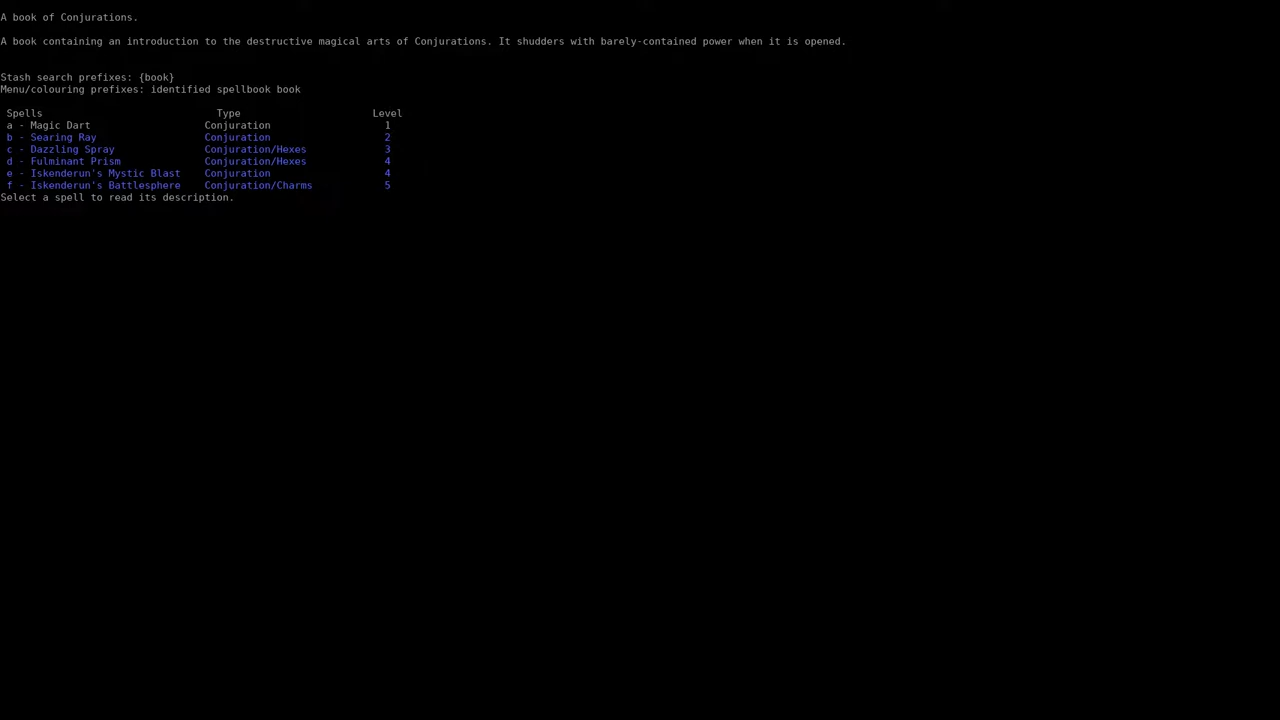 A book of Conjurations.
A book containing an introduction to the destructive magical arts of Conjurations. It shudders with barely-contained power when it is opened.
Stash search prefixes: {book}
Menu/colouring prefixes: identified spellbook book
Spells Type Level
a - Magic Dart Conjuration 1
b - Searing Ray Conjuration 2
c - Dazzling Spray Conjuration/Hexes 3
d - Fulminant Prism Conjuration/Hexes 4
e - Iskenderun's Mystic Blast Conjuration 4
f - Iskenderun's Battlesphere Conjuration/Charms 5
Select a spell to read its description.